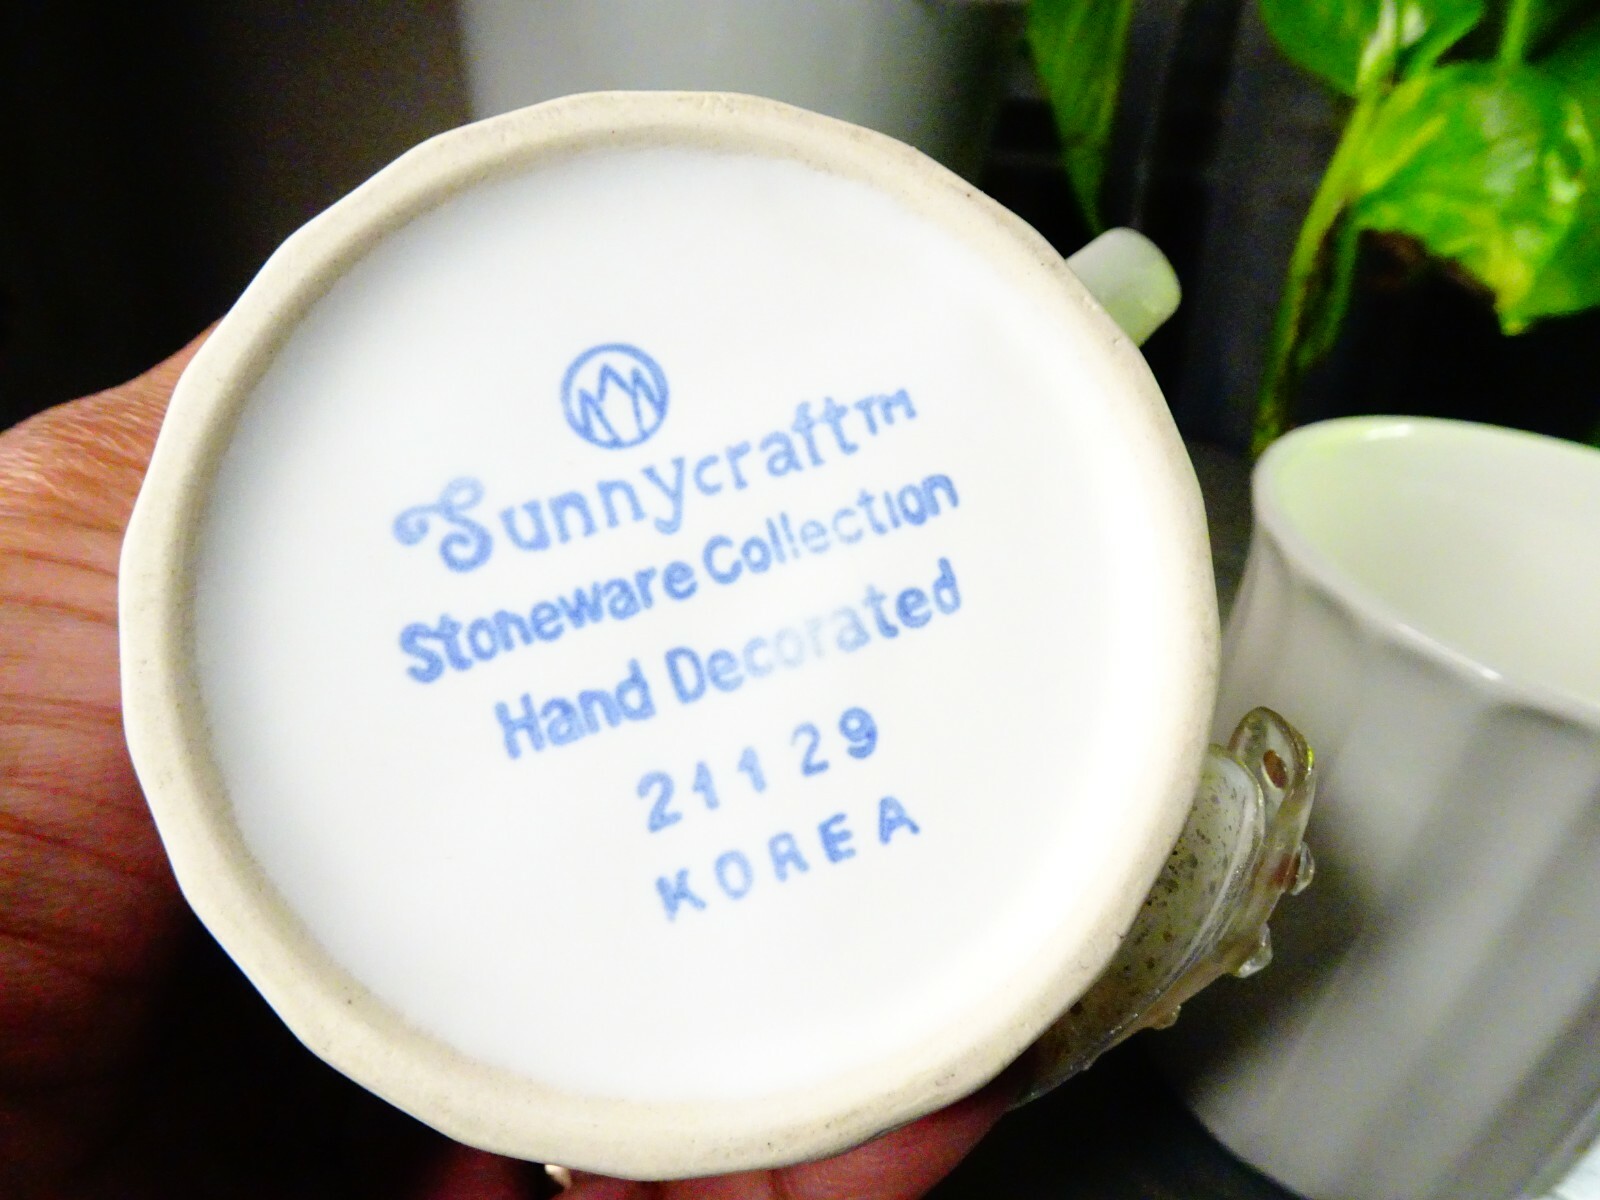 Sunnycraft™
Stoneware Collection
Hand Decorated
21129
KOREA